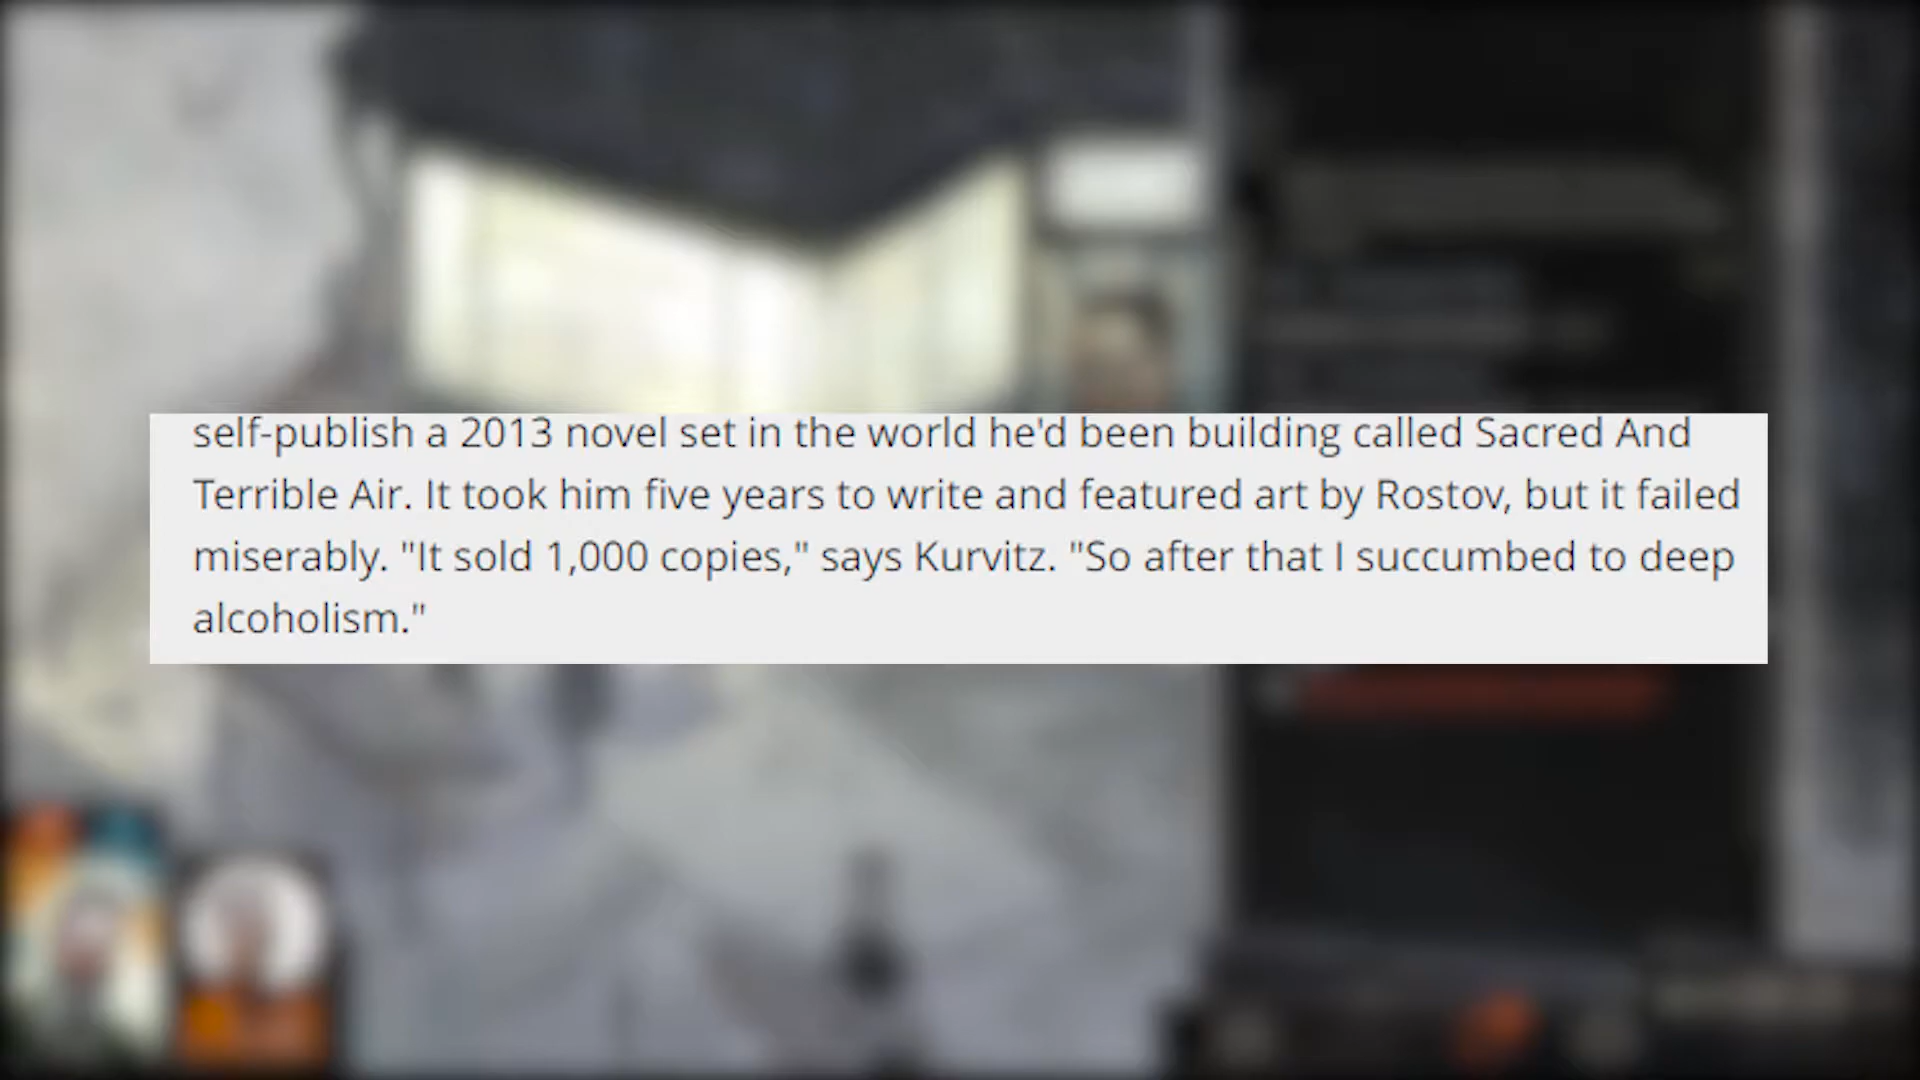 self-publish a 2013 novel set in the world he'd been building called Sacred And
Terrible Air. It took him five years to write and featured art by Rostov, but it failed
miserably. "It sold 1,000 copies," says Kurvitz. "So after that I succumbed to deep
alcoholism."